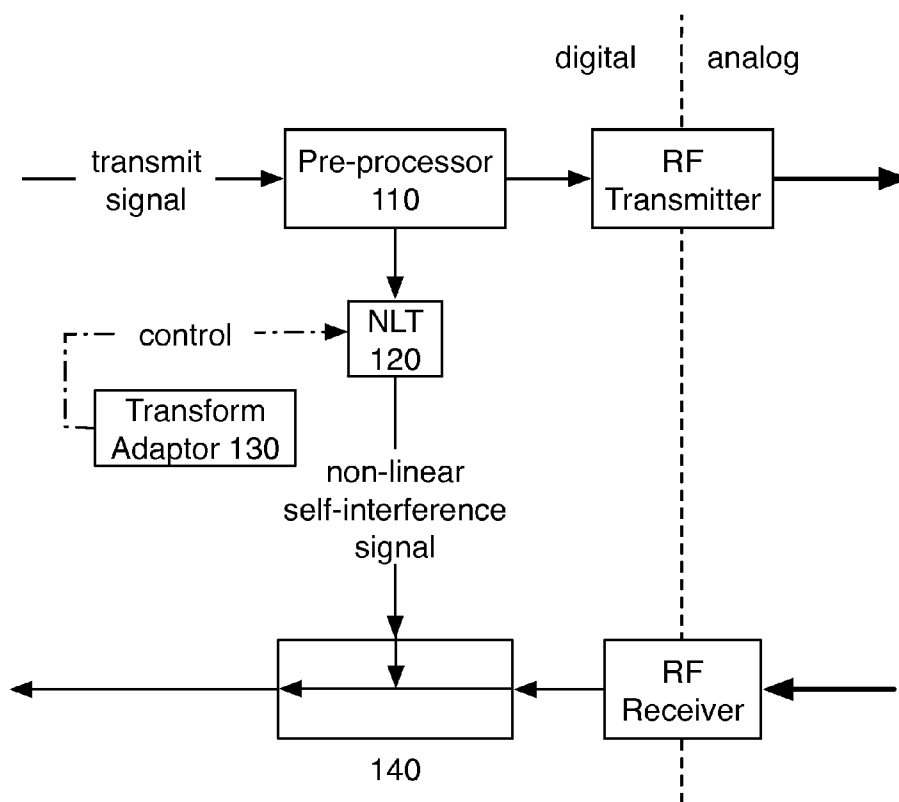 digital
analog
transmit
signal
Pre-processor
110
RF
Transmitter
control
NLT
120
Transform
Adaptor 130
non-linear
self-interference
signal
RF
Receiver
140